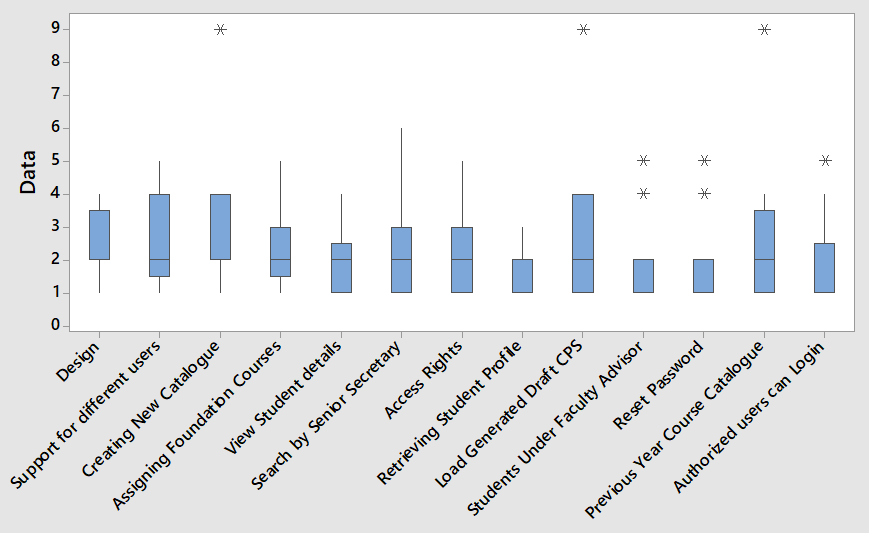 Data
9
8
7
6
5
4
3
2
1
0
Design
Support for different users
Creating New Catalogue
Assigning Foundation Courses
View Student details
Search by Senior Secretary
Access Rights
Retrieving Student Profile
Load Generated Draft CPS
Students Under Faculty Advisor
Reset Password
Previous Year Course Catalogue
Authorized users can Login